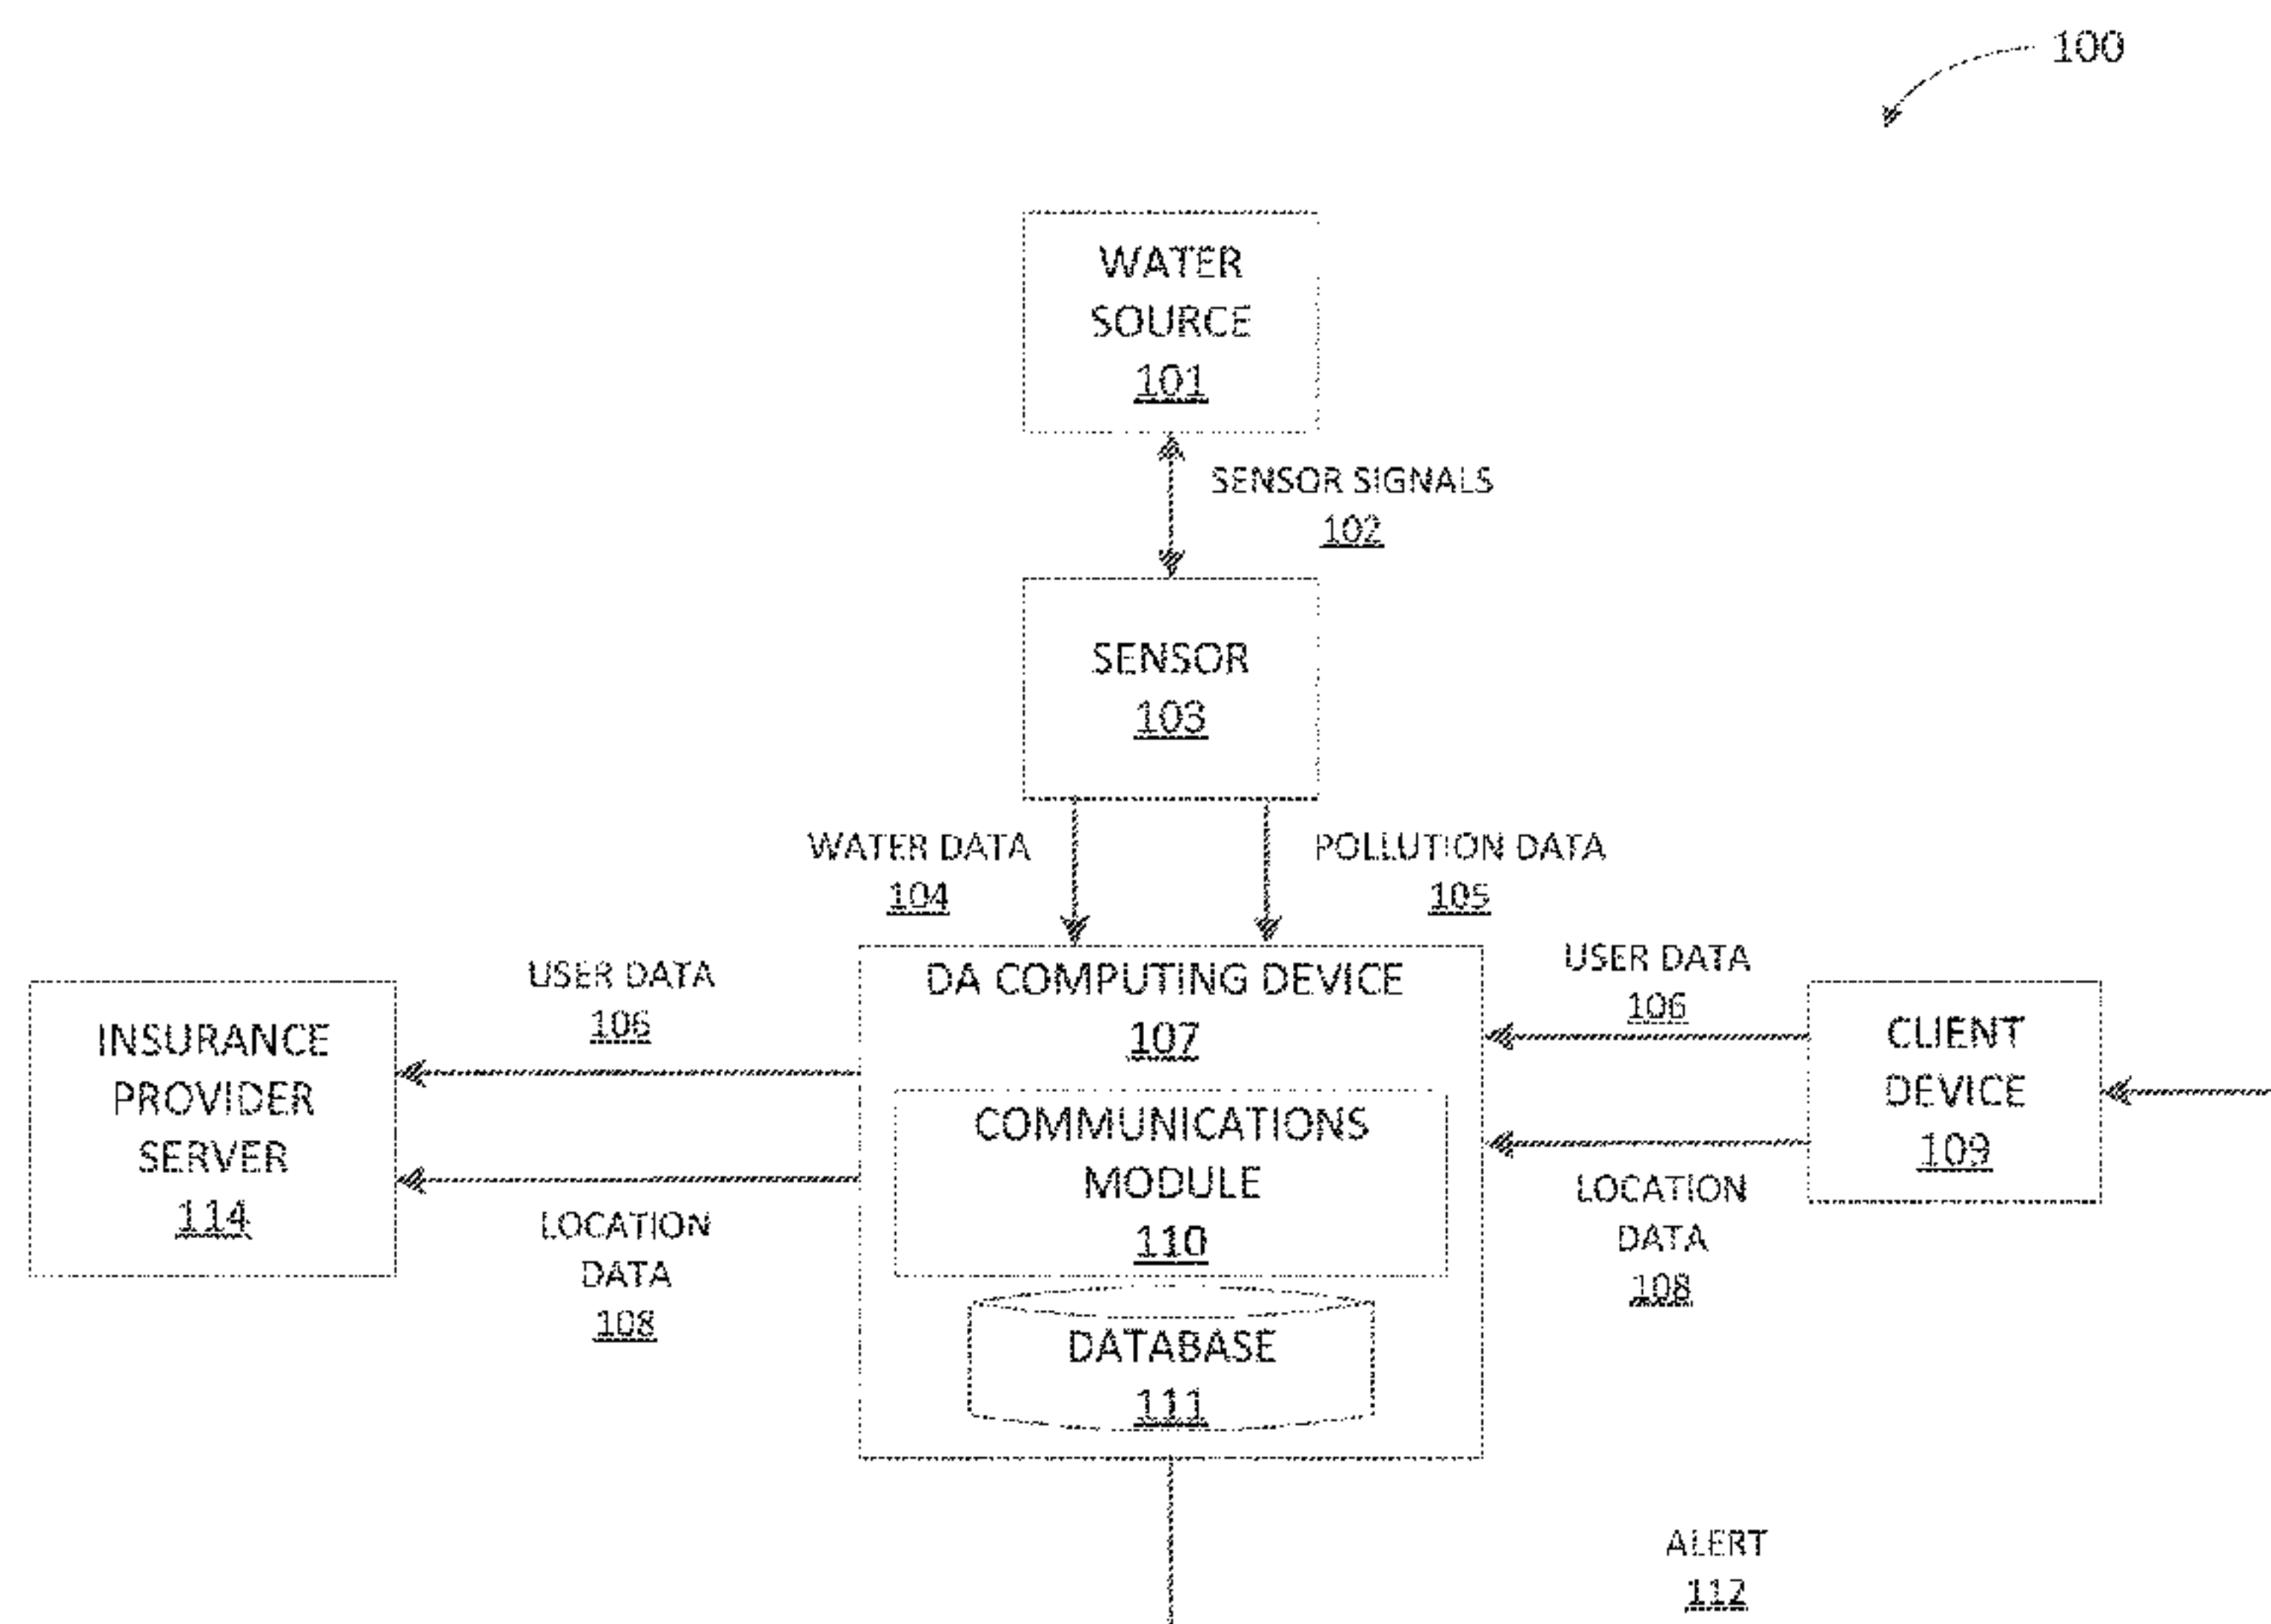 100
WATER
SOURCE
101
SENSOR SIGNALS
102
SENSOR
103
WATER DATA
104
POLLUTION DATA
105
INSURANCE
PROVIDER
SERVER
114
USER DATA
106
LOCATION
DATA
108
DA COMPUTING DEVICE
107
COMMUNICATIONS
MODULE
110
DATABASE
111
USER DATA
106
LOCATION
DATA
108
CLIENT
DEVICE
109
ALERT
112